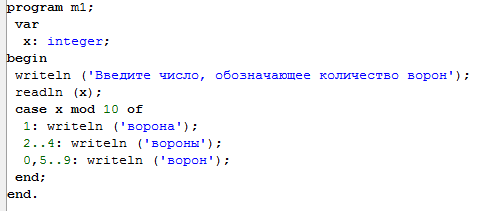 program m1;
var
x: integer;
begin
writeln ('Введите число, обозначающее количество ворон');
readln (x);
case x mod 10 of
1: writeln ('ворона');
2..4: writeln ('вороны');
0,5..9: writeln ('ворон');
end;
end.